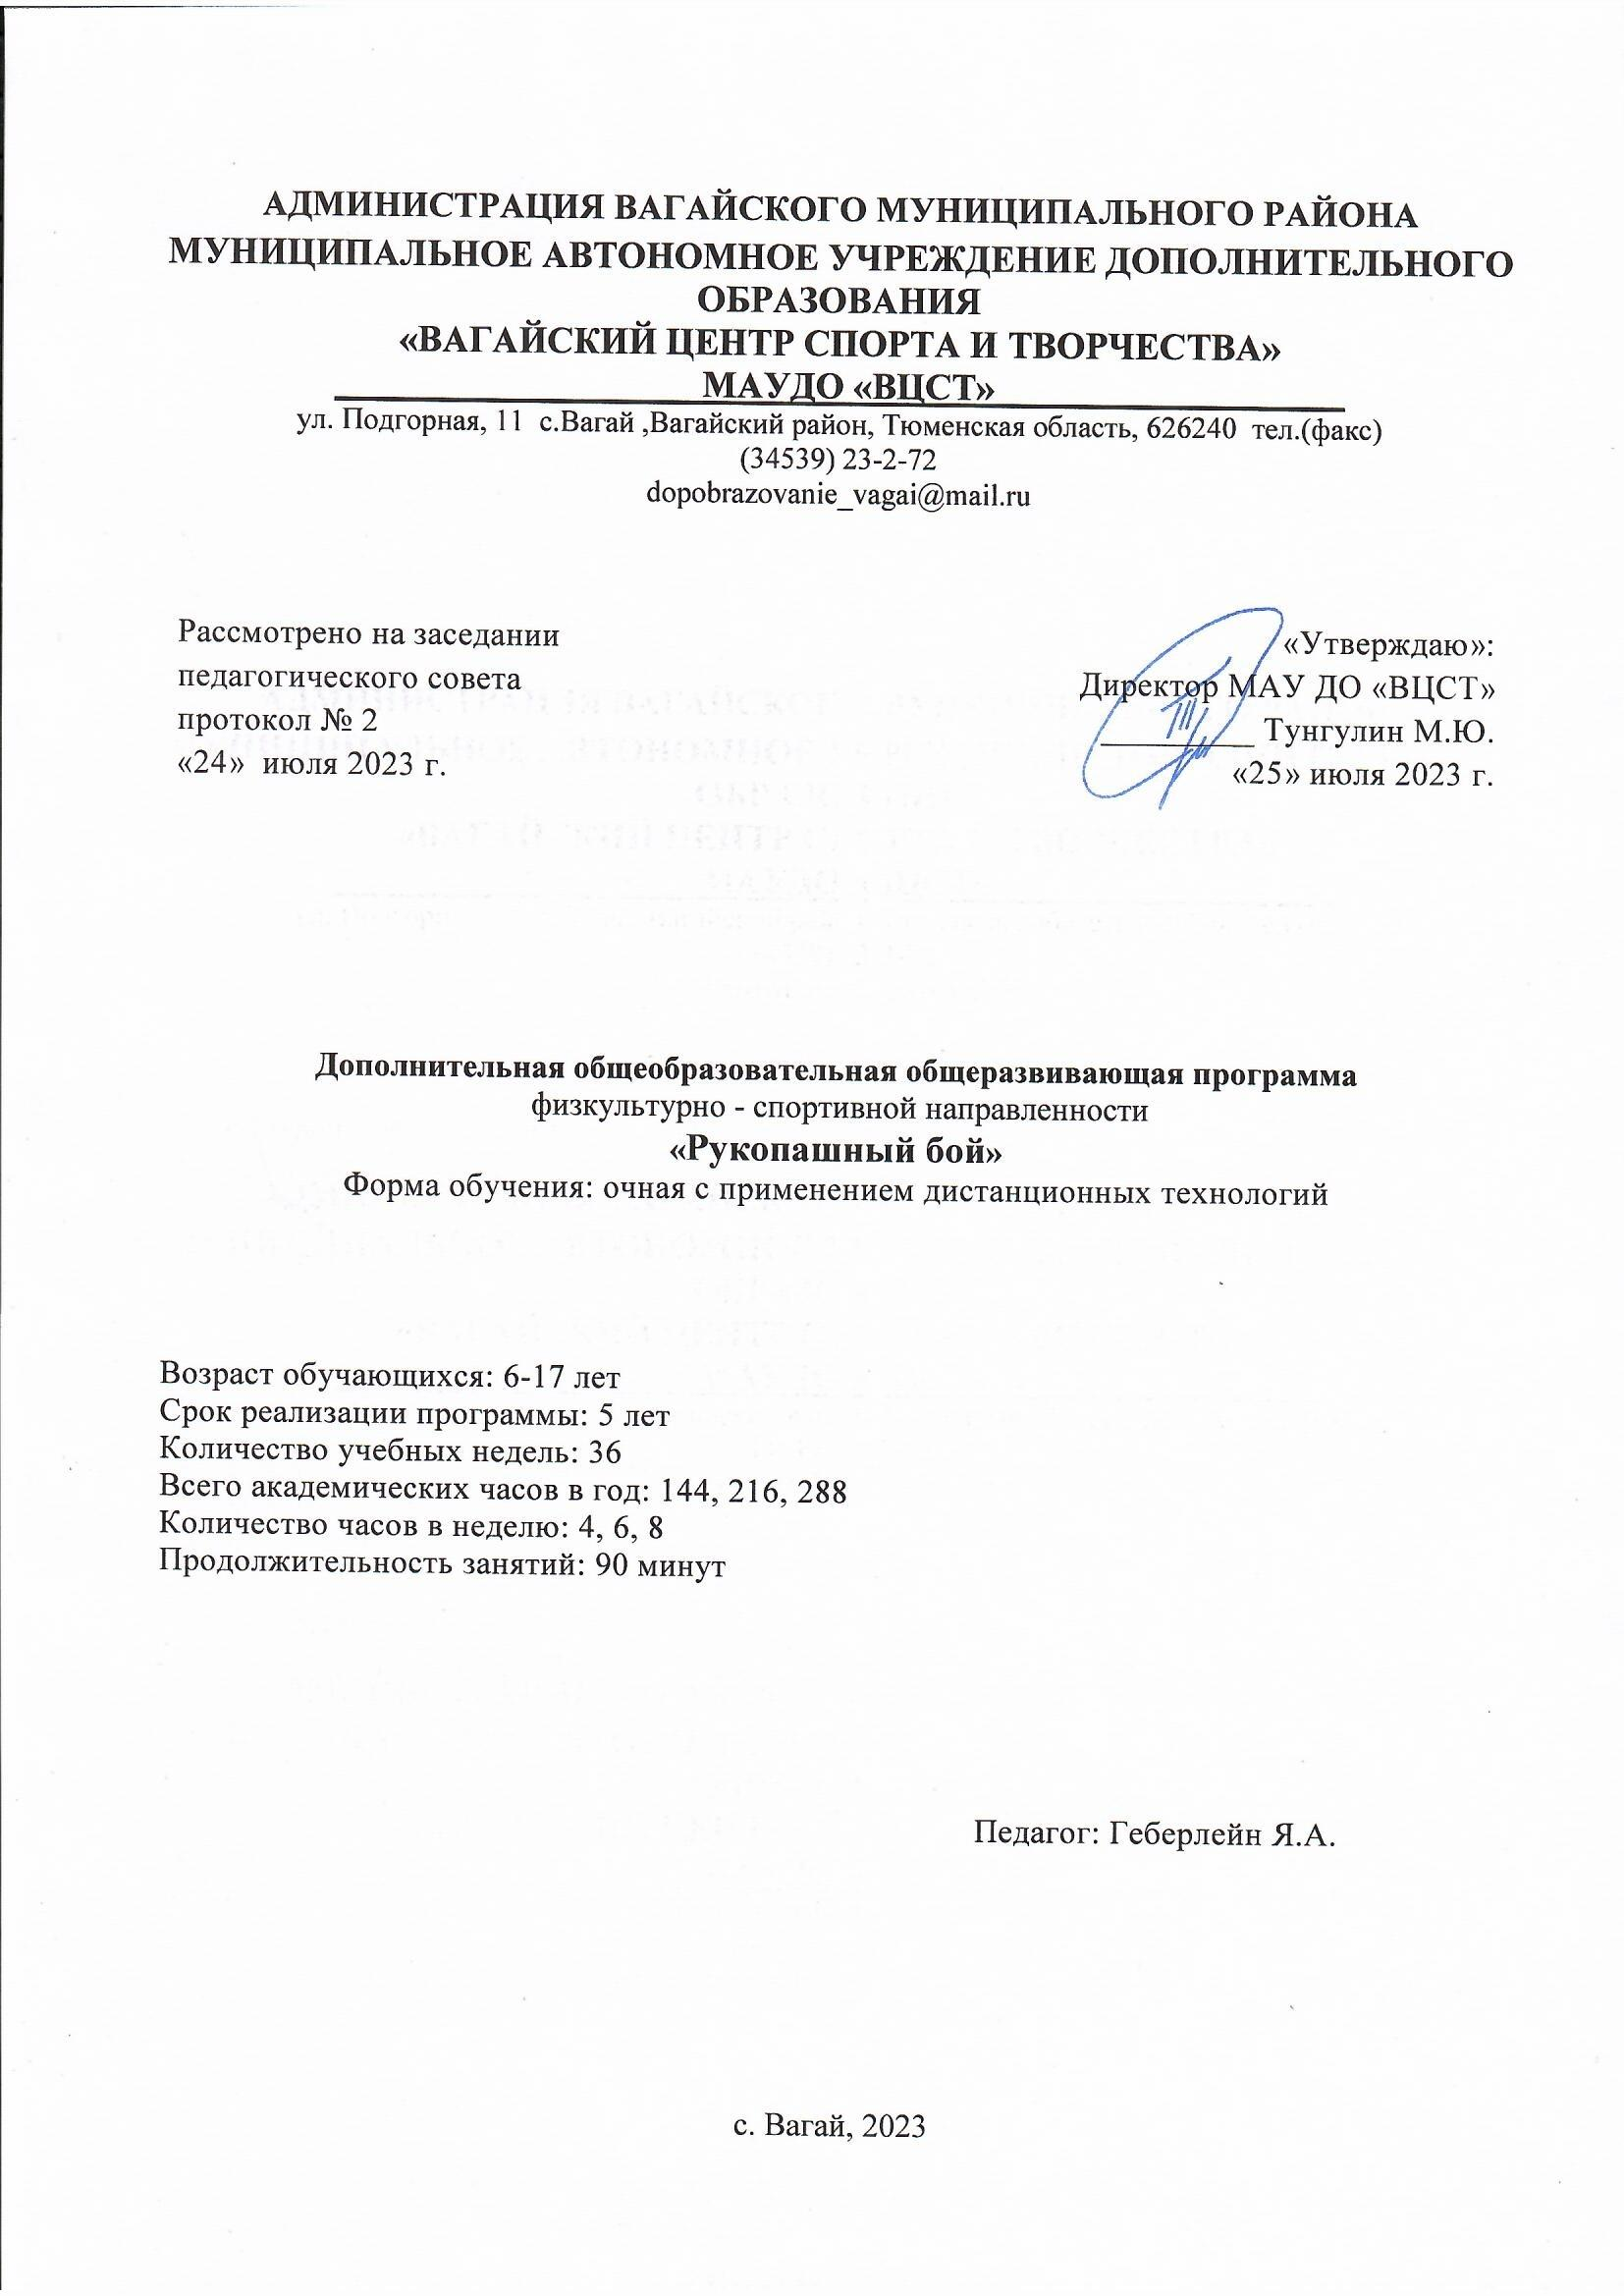 АДМИНИСТРАЦИЯ ВАГАЙСКОГО МУНИЦИПАЛЬНОГО РАЙОНА
МУНИЦИПАЛЬНОЕ АВТОНОМНОЕ УЧРЕЖДЕНИЕ ДОПОЛНИТЕЛЬНОГО
ОБРАЗОВАНИЯ
«ВАГАЙСКИЙ ЦЕНТР СПОРТА И ТВОРЧЕСТВА»
МАУДО «ВЦСТ»
ул. Подгорная, 11  с.Вагай ,Вагайский район, Тюменская область, 626240  тел.(факс)
(34539) 23-2-72
dopobrazovanie_vagai@mail.ru
Рассмотрено на заседании
педагогического совета
протокол № 2
«24»  июля 2023 г.
«Утверждаю»:
Директор МАУ ДО «ВЦСТ»
_________ Тунгулин М.Ю.
«25» июля 2023 г.
Дополнительная общеобразовательная общеразвивающая программа
физкультурно - спортивной направленности
«Рукопашный бой»
Форма обучения: очная с применением дистанционных технологий
Возраст обучающихся: 6-17 лет
Срок реализации программы: 5 лет
Количество учебных недель: 36
Всего академических часов в год: 144, 216, 288
Количество часов в неделю: 4, 6, 8
Продолжительность занятий: 90 минут
Педагог: Геберлейн Я.А.
с. Вагай, 2023